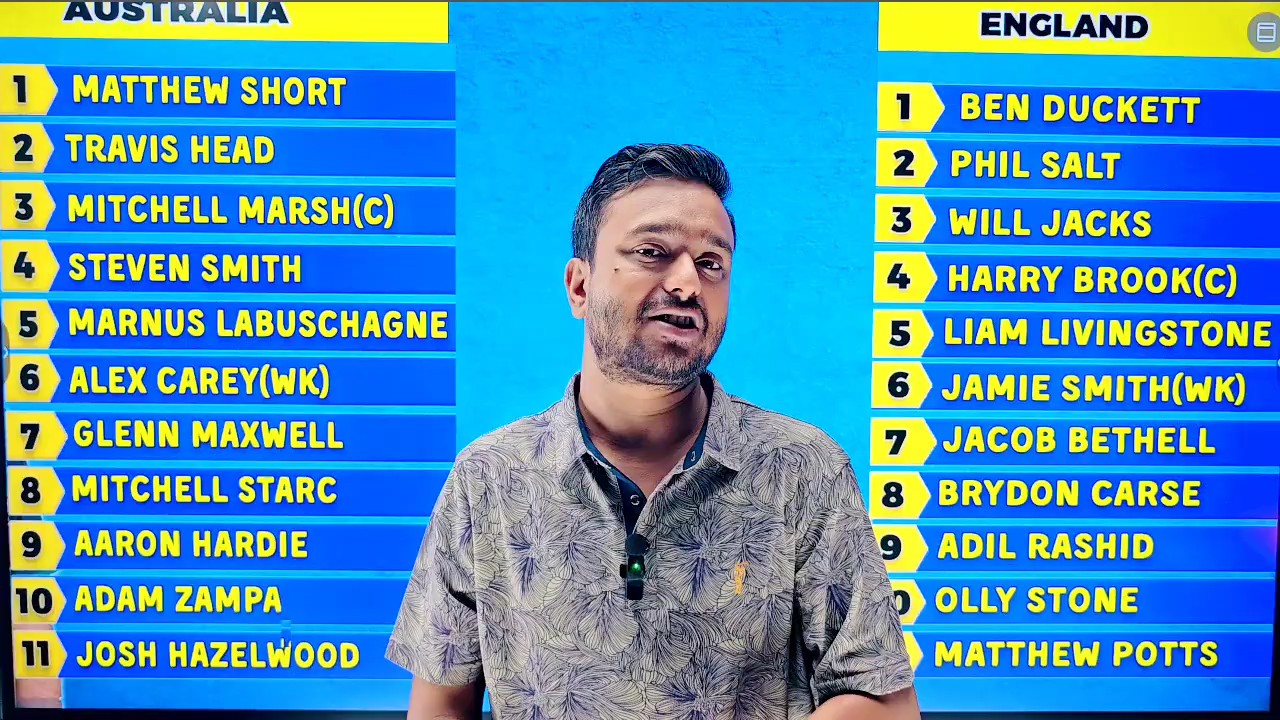 AUSTRALIA
1 MATTHEW SHORT
2 TRAVIS HEAD
3 MITCHELL MARSH(C)
4 STEVEN SMITH
5 MARNUS LABUSCHAGNE
6 ALEX CAREY(WK)
7 GLENN MAXWELL
8 MITCHELL STARC
9 AARON HARDIE
10 ADAM ZAMPA
11 JOSH HAZELWOOD
ENGLAND
1 BEN DUCKETT
2 PHIL SALT
3 WILL JACKS
4 HARRY BROOK(C)
5 LIAM LIVINGSTONE
6 JAMIE SMITH(WK)
7 JACOB BETHELL
8 BRYDON CARSE
9 ADIL RASHID
0 OLLY STONE
MATTHEW POTTS